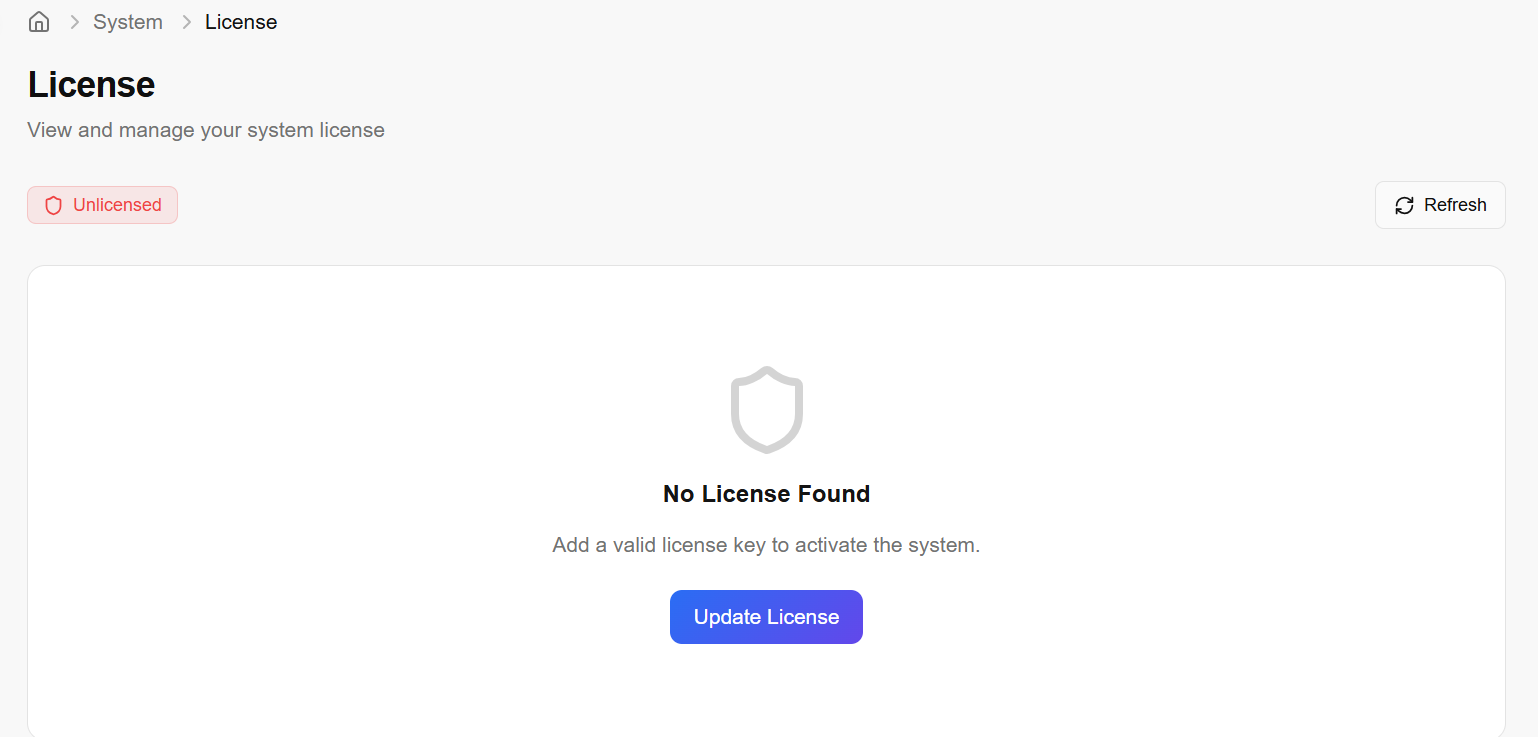 System License
License
View and manage your system license
Unlicensed
Refresh
No License Found
Add a valid license key to activate the system.
Update License